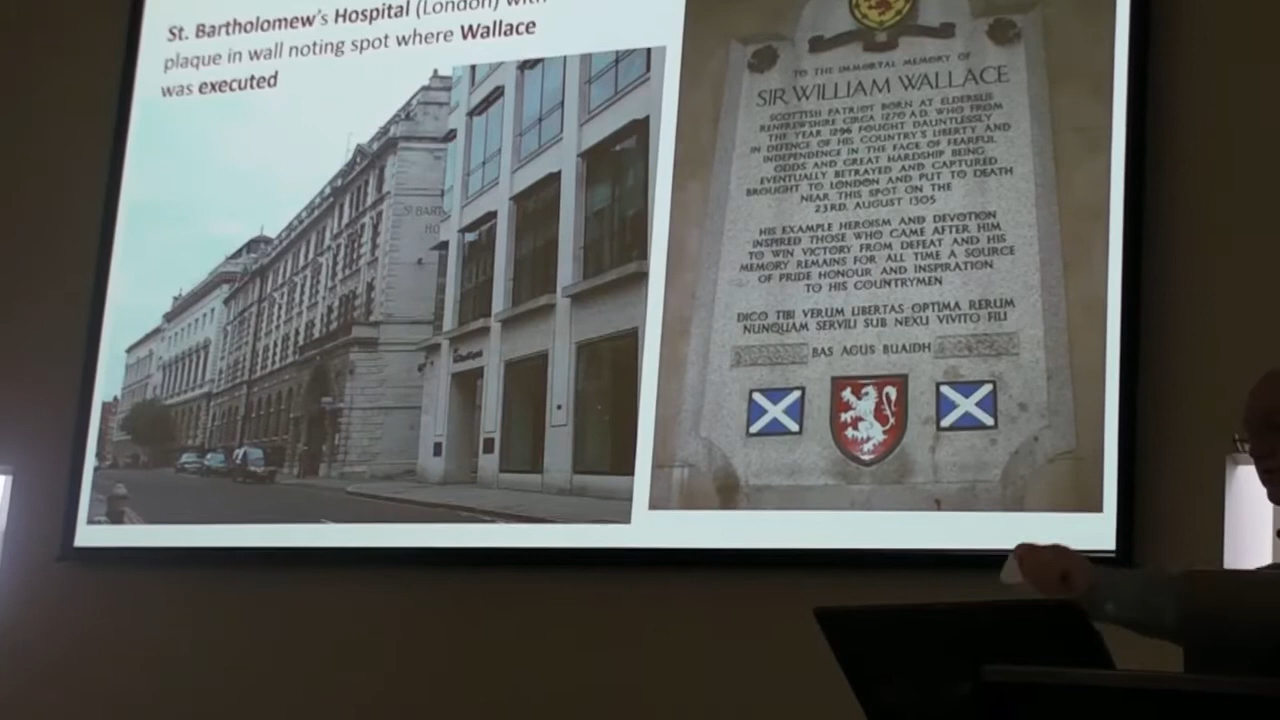 St. Bartholomew's Hospital (London) with
plaque in wall noting spot where Wallace
was executed
ST BART
HO
TO THE IMMORTAL MEMORY OF
SIR WILLIAM WALLACE
SCOTTISH PATRIOT BORN AT ELDERSLIE
RENFREWSHIRE CIRCA 1270 A.D. WHO FROM
THE YEAR 1296 FOUGHT DAUNTLESSLY
IN DEFENCE OF HIS COUNTRY'S LIBERTY AND
INDEPENDENCE IN THE FACE OF FEARFUL
ODDS AND GREAT HARDSHIP BEING
EVENTUALLY BETRAYED AND CAPTURED
BROUGHT TO LONDON AND PUT TO DEATH
NEAR THIS SPOT ON THE
23RD. AUGUST 1305
HIS EXAMPLE HEROISM AND DEVOTION
INSPIRED THOSE WHO CAME AFTER HIM
TO WIN VICTORY FROM DEFEAT AND HIS
MEMORY REMAINS FOR ALL TIME A SOURCE
OF PRIDE HONOUR AND INSPIRATION
TO HIS COUNTRYMEN
DICO TIBI VERUM LIBERTAS OPTIMA RERUM
NUNQUAM SERVILI SUB NEXU VIVITO FILI
BAS AGUS BUAIDH